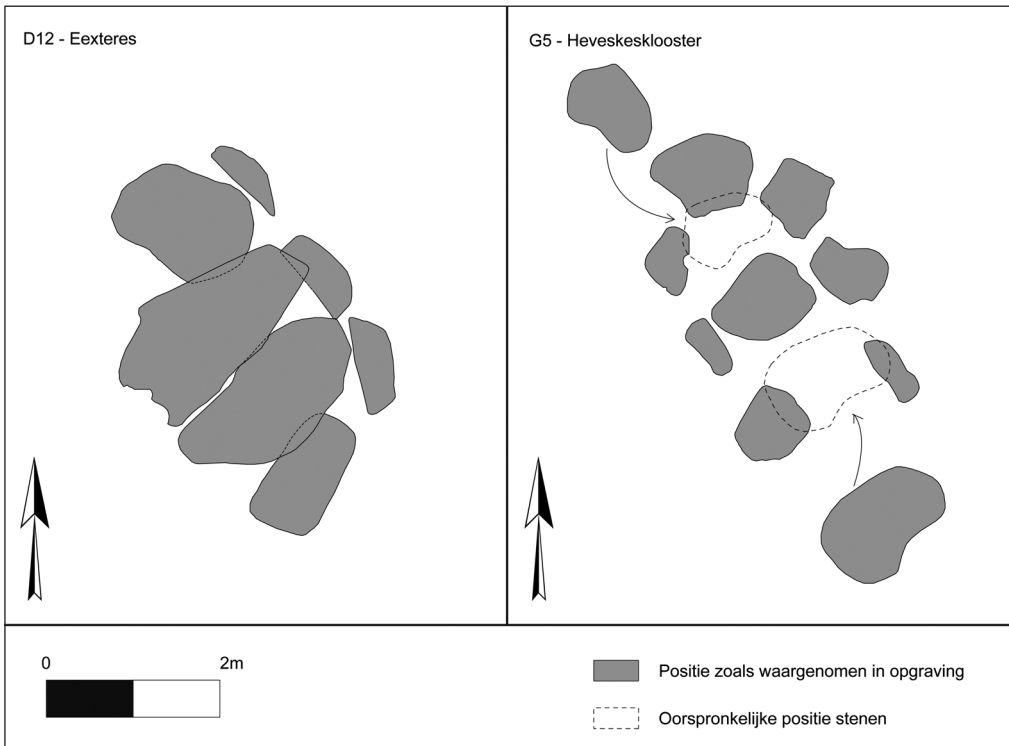 D12 - Eexteres
G5 - Heveskesklooster
0 2m
Positie zoals waargenomen in opgraving
Oorspronkelijke positie stenen